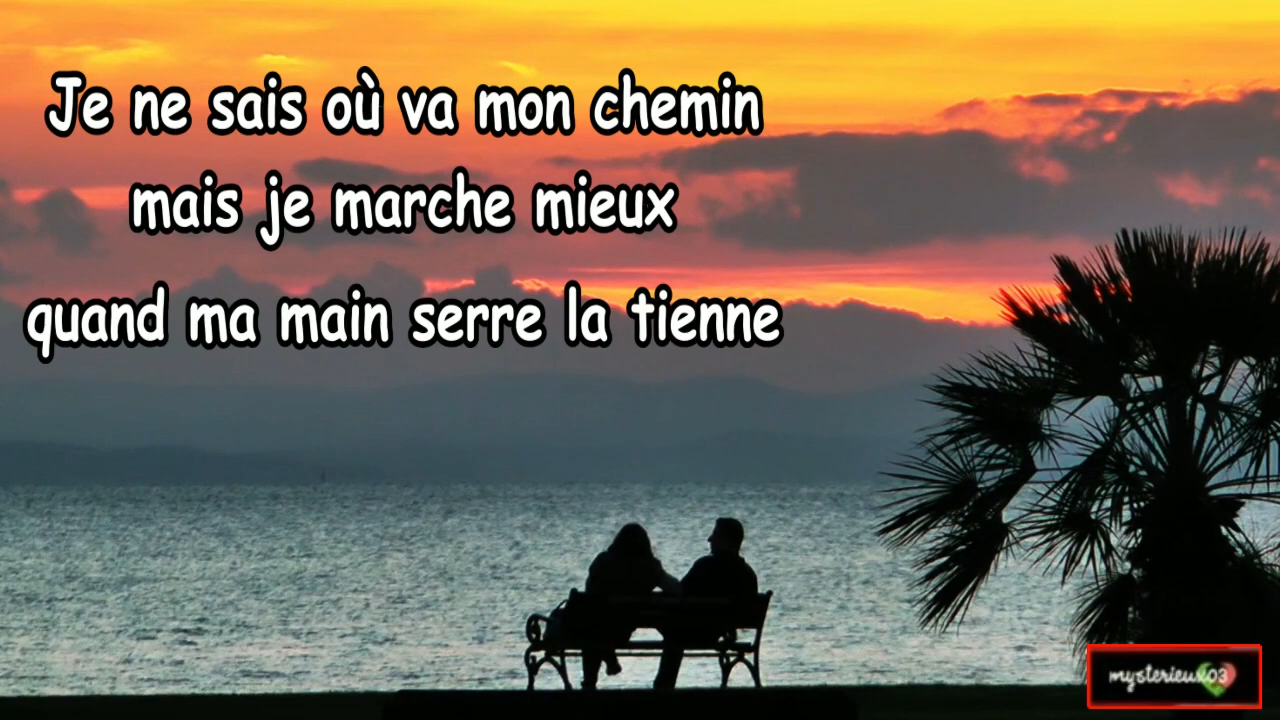 Je ne sais où va mon chemin
mais je marche mieux
quand ma main serre la tienne
mysterieux03